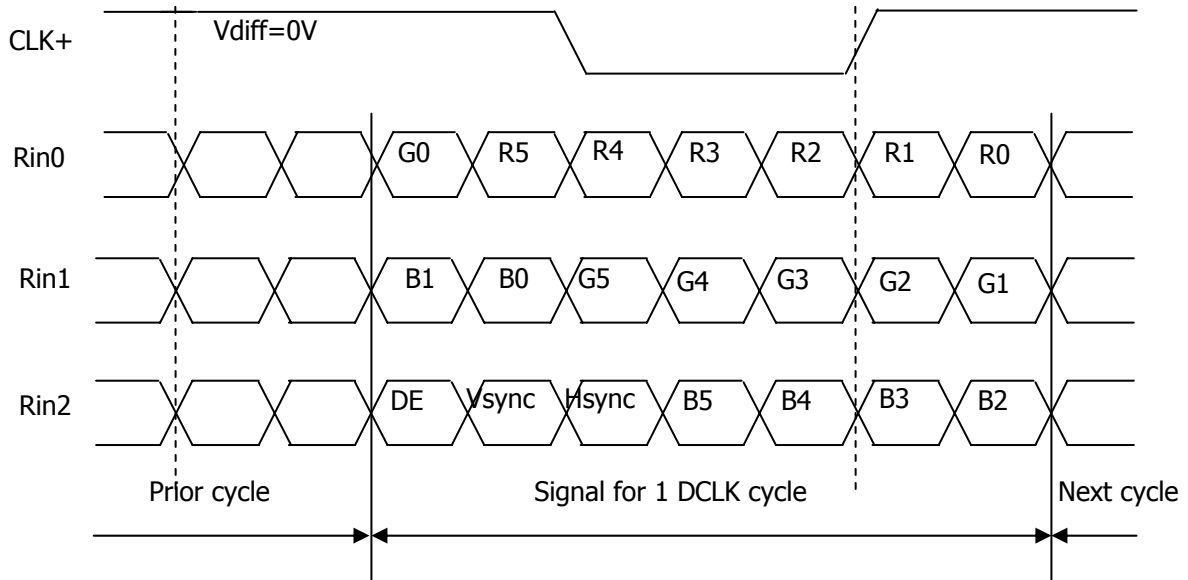 CLK+
Vdiff=0V
Rin0
G0 R5 R4 R3 R2 R1 R0
Rin1
B1 B0 G5 G4 G3 G2 G1
Rin2
DE Vsync Hsync B5 B4 B3 B2
Prior cycle
Signal for 1 DCLK cycle
Next cycle